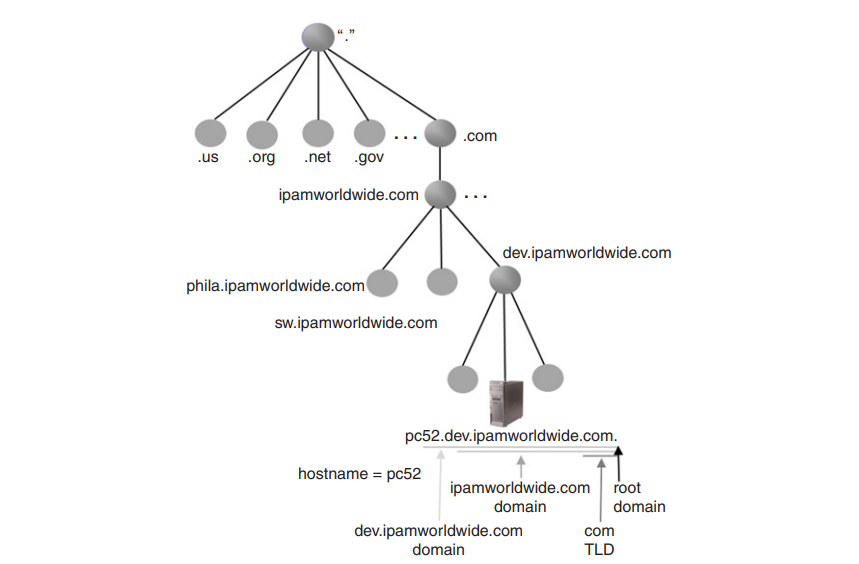 “.”
.us
.org
.net
.gov
...
.com
ipamworldwide.com
...
dev.ipamworldwide.com
phila.ipamworldwide.com
sw.ipamworldwide.com
pc52.dev.ipamworldwide.com.
hostname = pc52
ipamworldwide.com
domain
root
domain
dev.ipamworldwide.com
domain
com
TLD